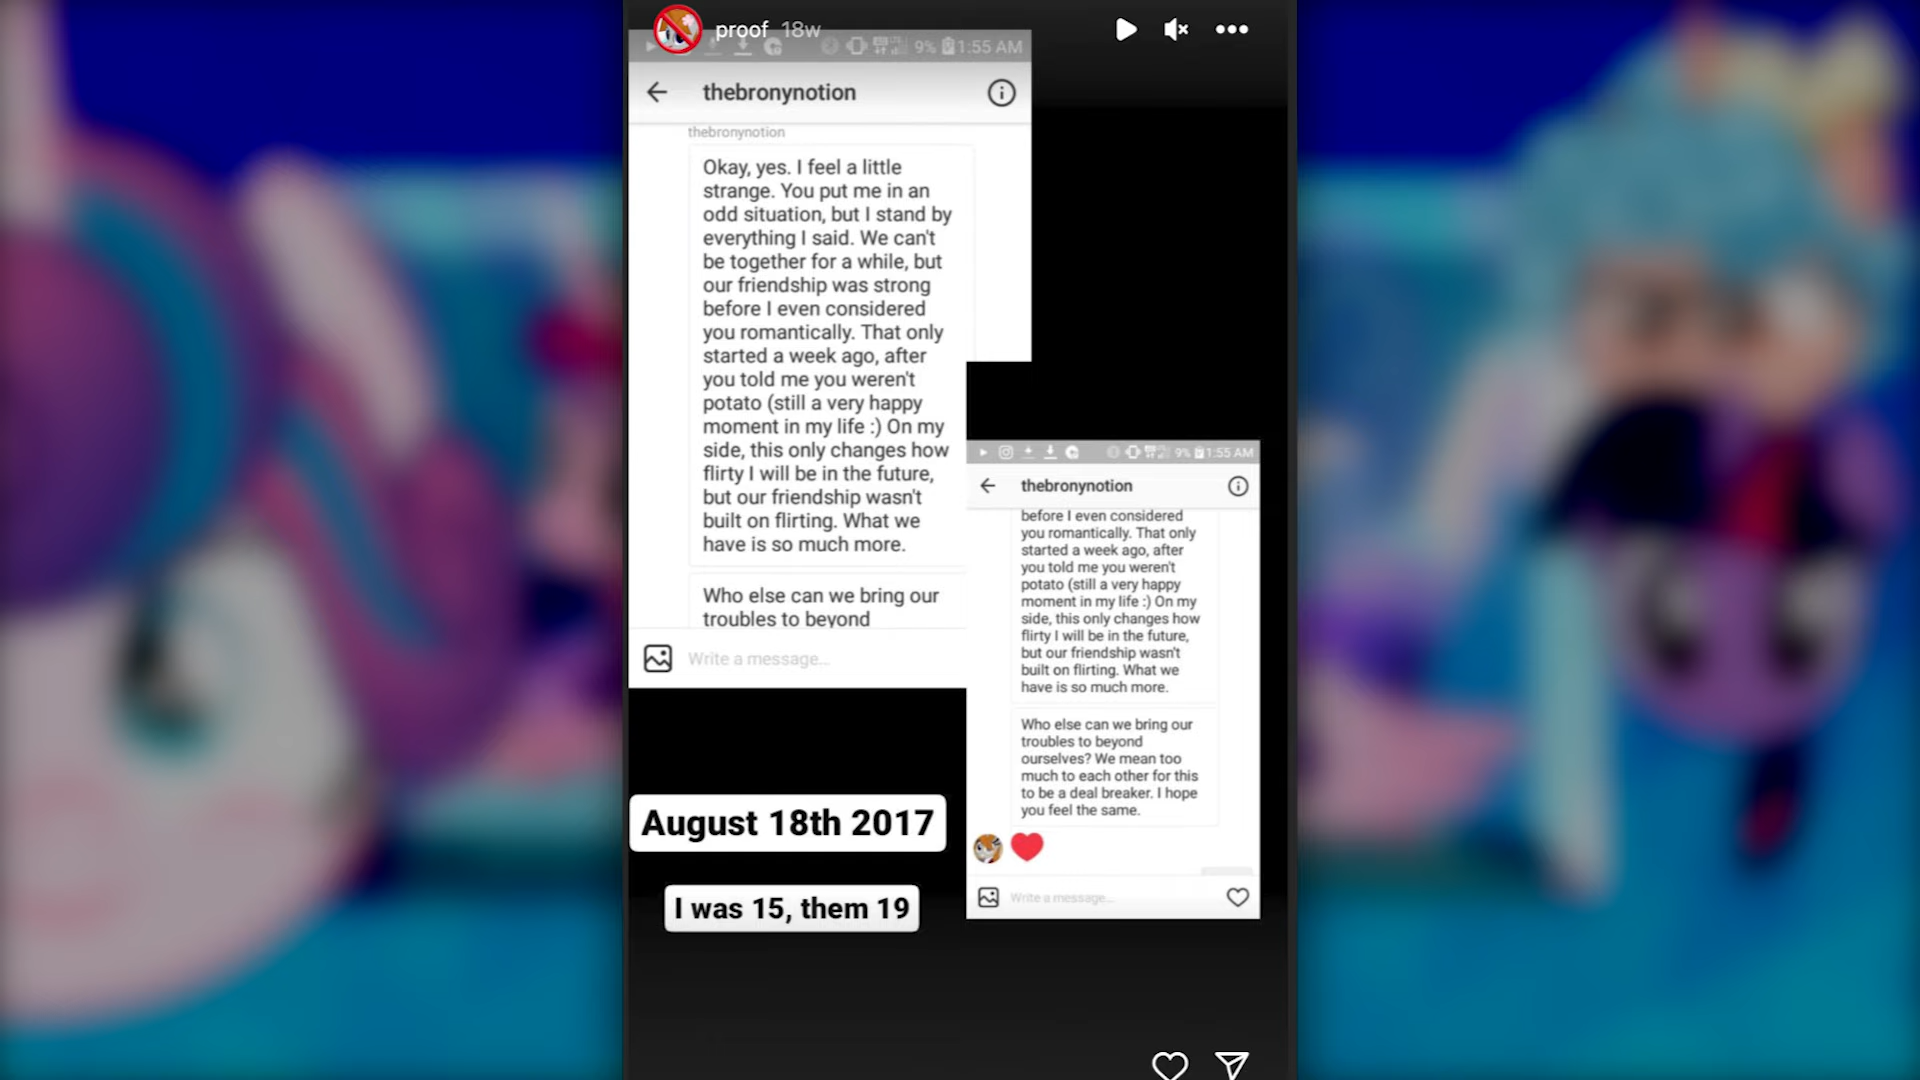 proof 18w
9% 1:55 AM
thebronynotion
thebronynotion
Okay, yes. I feel a little
strange. You put me in an
odd situation, but I stand by
everything I said. We can't
be together for a while, but
our friendship was strong
before I even considered
you romantically. That only
started a week ago, after
you told me you weren't
potato (still a very happy
moment in my life :) On my
side, this only changes how
flirty I will be in the future,
but our friendship wasn't
built on flirting. What we
have is so much more.
Who else can we bring our
troubles to beyond
Write a message...
9% 1:55 AM
thebronynotion
before I even considered
you romantically. That only
started a week ago, after
you told me you weren't
potato (still a very happy
moment in my life :) On my
side, this only changes how
flirty I will be in the future,
but our friendship wasn't
built on flirting. What we
have is so much more.
Who else can we bring our
troubles to beyond
ourselves? We mean too
much to each other for this
to be a deal breaker. I hope
you feel the same.
Write a message...
August 18th 2017
I was 15, them 19